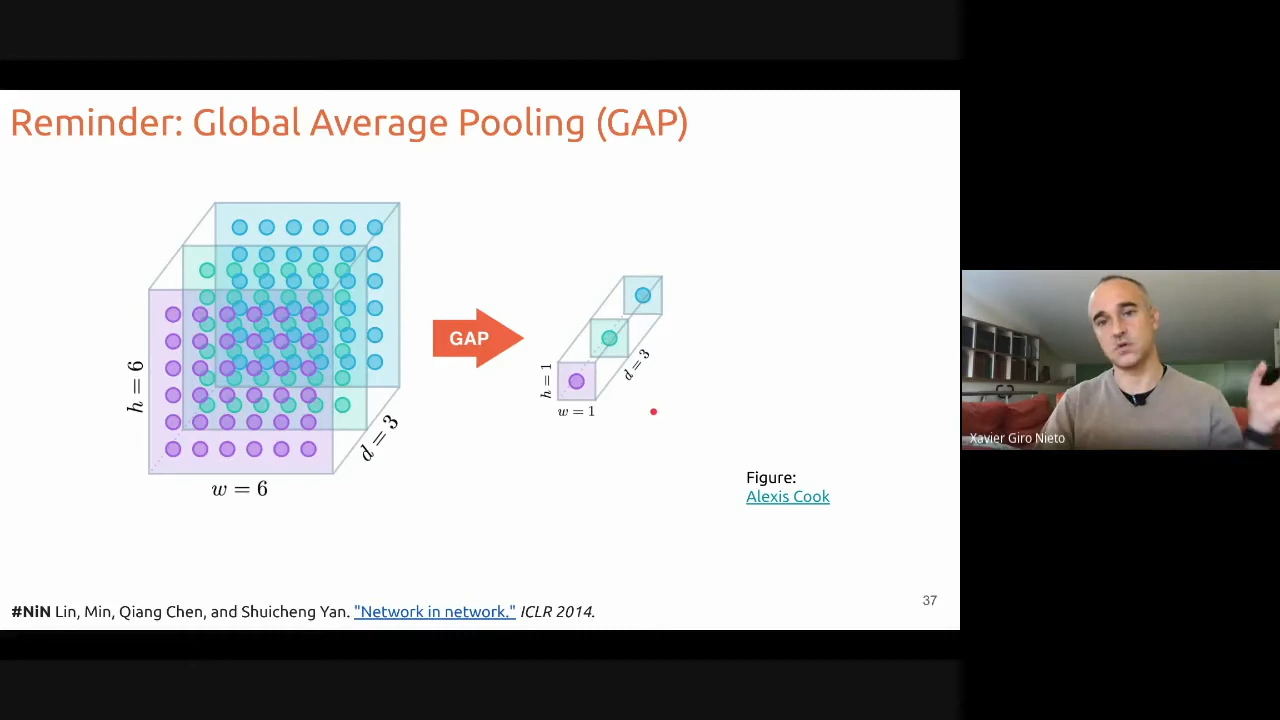 Reminder: Global Average Pooling (GAP)
h = 6
w = 6
d = 3
GAP
h = 1
w = 1
d = 3
Figure:
Alexis Cook
Xavier Giro Nieto
37
#NiN Lin, Min, Qiang Chen, and Shuicheng Yan. "Network in network." ICLR 2014.